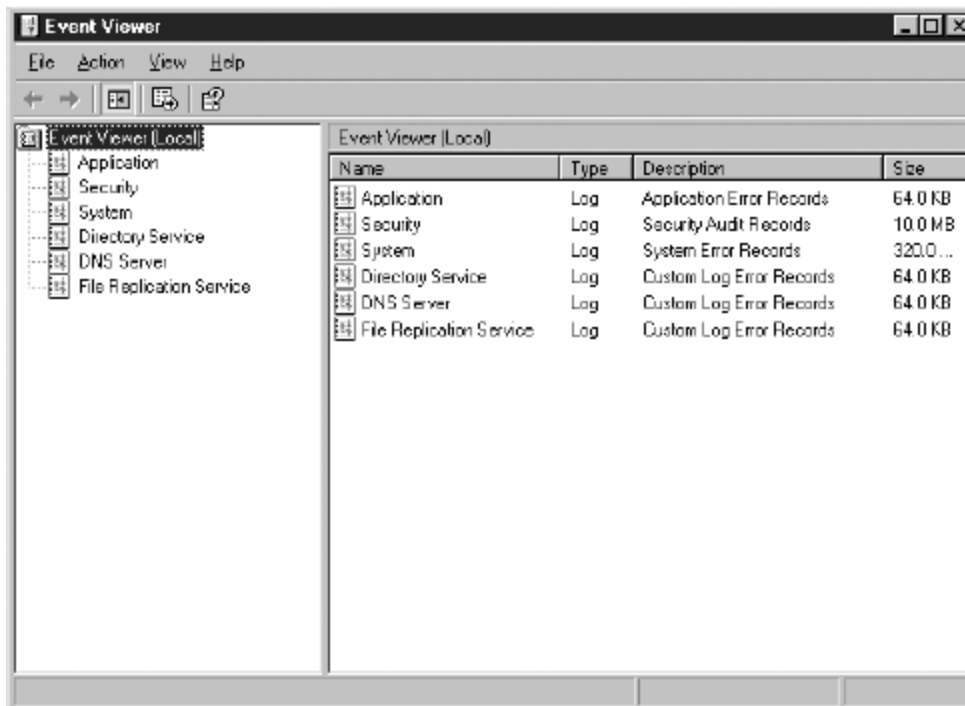 Event Viewer
File Action View Help
Event Viewer (Local)
Application
Security
System
Directory Service
DNS Server
File Replication Service
Event Viewer (Local)
Name Type Description Size
Application Log Application Error Records 64.0 KB
Security Log Security Audit Records 10.0 MB
System Log System Error Records 320.0 ...
Directory Service Log Custom Log Error Records 64.0 KB
DNS Server Log Custom Log Error Records 64.0 KB
File Replication Service Log Custom Log Error Records 64.0 KB